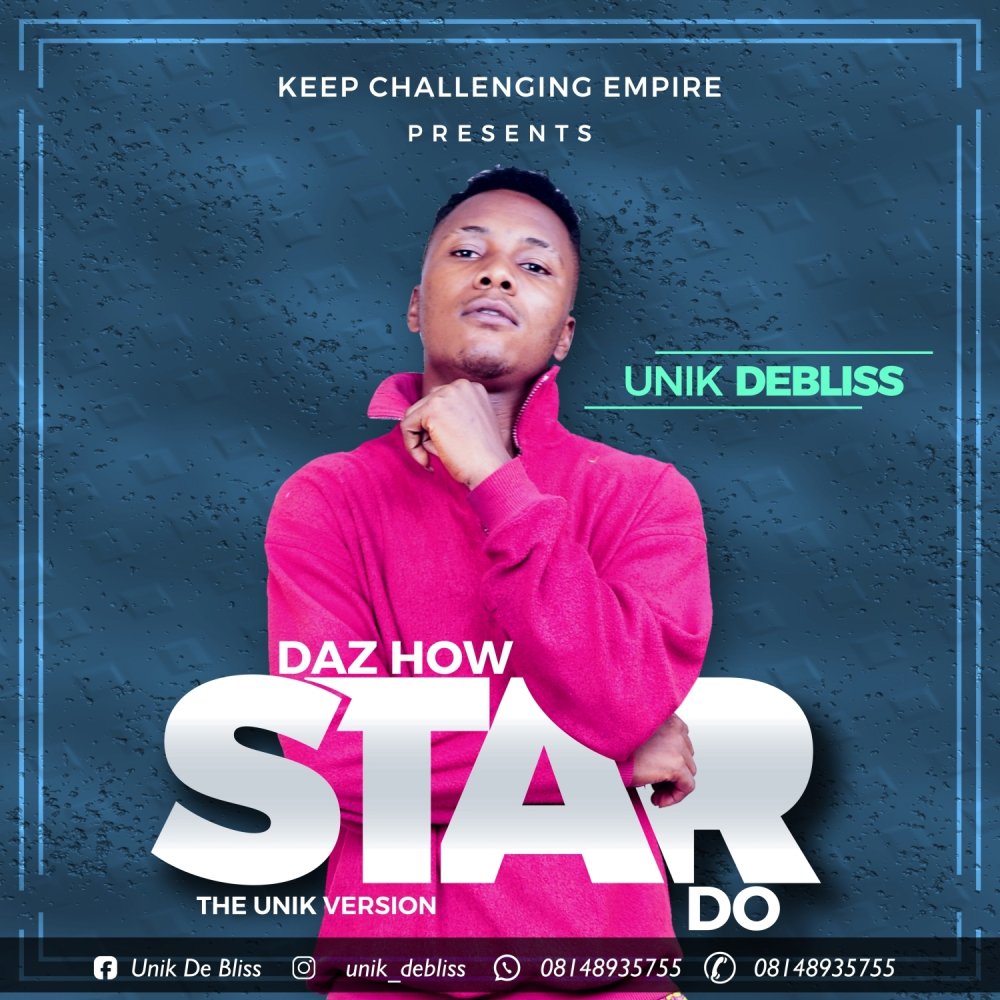 KEEP CHALLENGING EMPIRE
PRESENTS
UNIK DEBLISS
DAZ HOW
STAR
THE UNIK VERSION
DO
Unik De Bliss unik_debliss 08148935755 08148935755